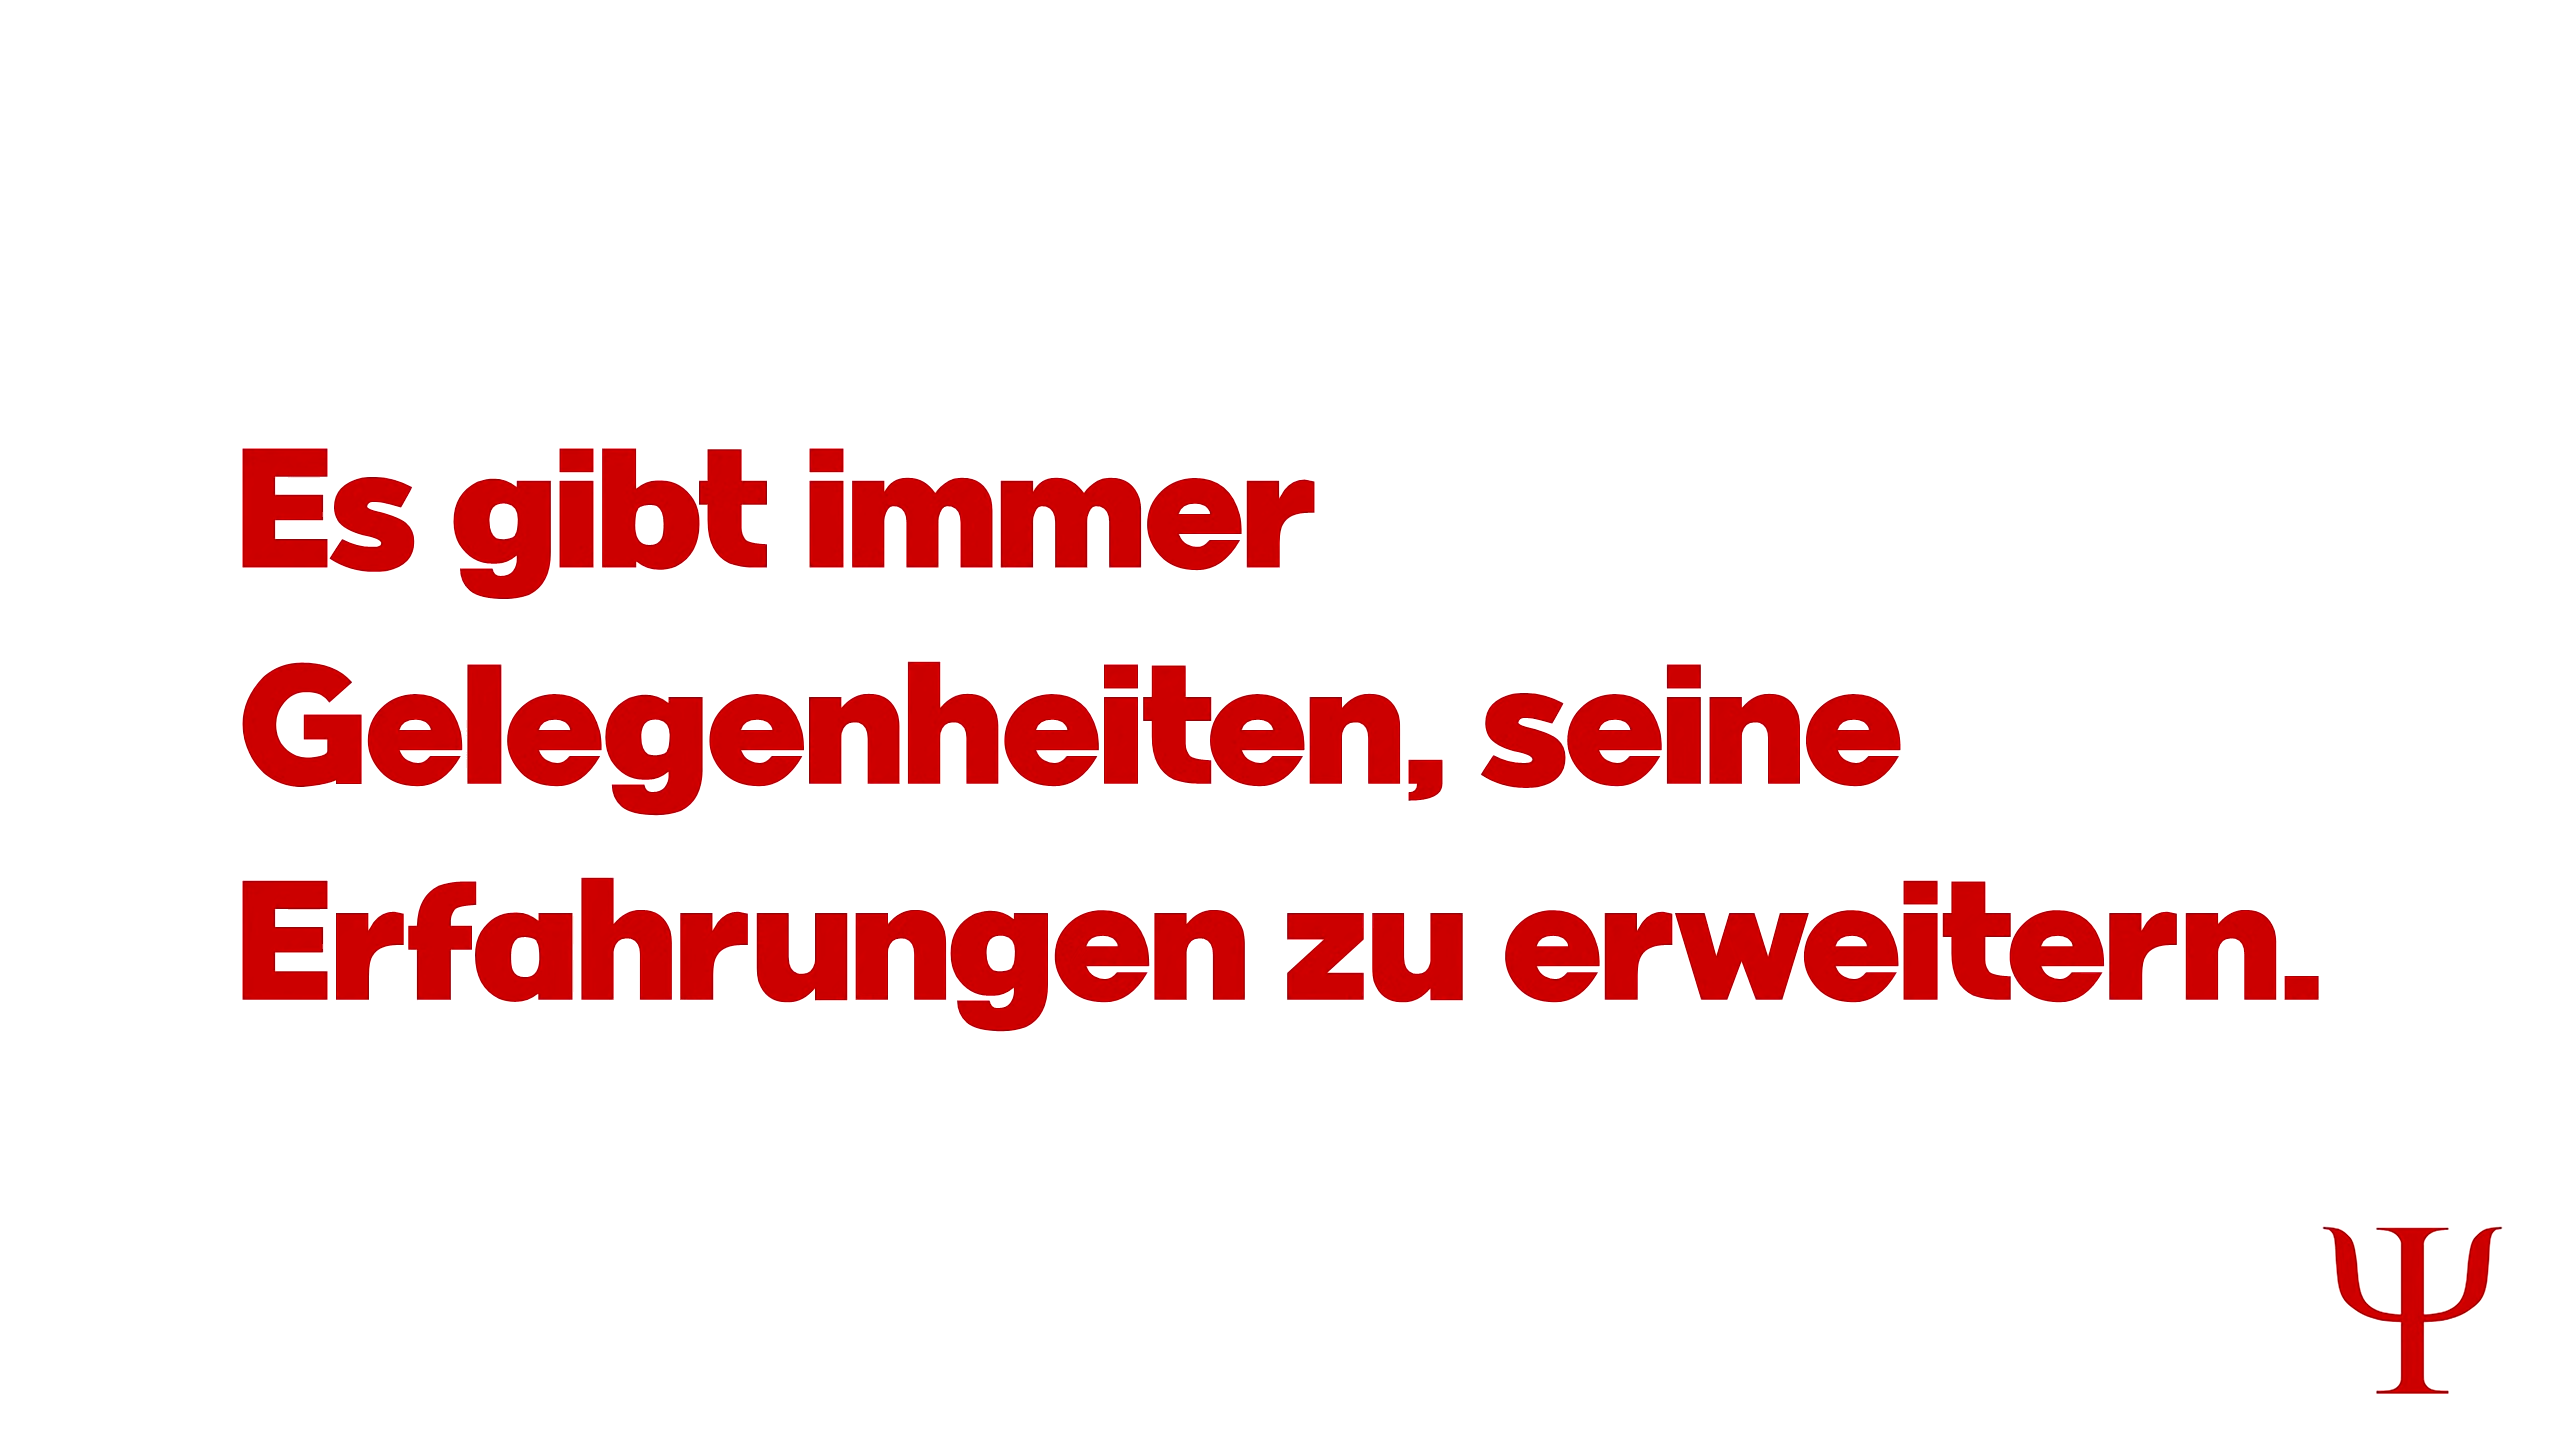 Es gibt immer
Gelegenheiten, seine
Erfahrungen zu erweitern.
Ψ